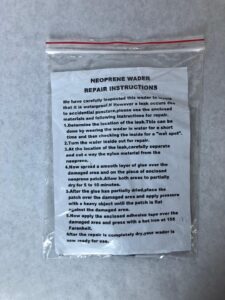 NEOPRENE WADER
REPAIR INSTRUCTIONS
We have carefully inspected this wader to insure
that it is waterproof.If However a leak occurs due
to accidental puncture,please use the enclosed
materials and following instructions for repair.
1.Determine the location of the leak.This can be
done by wearing the wader in water for a short
time and then checking the inside for a "wet spot".
2.Turn the wader inside out for repair.
3.At the location of the leak,carefully separate
and cut a way the nylon material from the
neoprene.
4.Now spread a smooth layer of glue over the
damaged area and on the place of enclosed
neoprene patch.Allow both areas to partially
dry for 5 to 10 minutes.
5.After the glue has partially dried,place the
patch over the damaged area and apply pressure
with a heavy object until the patch is flat
against the damaged area.
6.Now apply the enclosed adhesive tape over the
damaged area and press with a hot iron at
Farenheit.
After the repair is completely dry,your wader is
now ready for use.